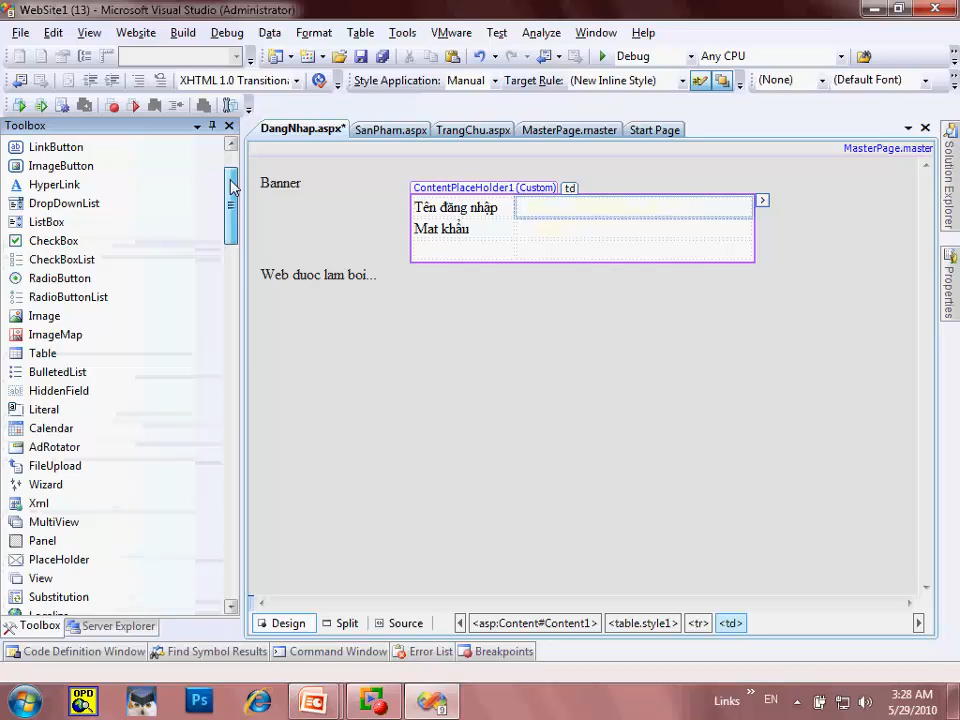 WebSite1 (13) - Microsoft Visual Studio (Administrator)
File Edit View Website Build Debug Data Format Table Tools VMware Test Analyze Window Help
Debug Any CPU
XHTML 1.0 Transition Style Application: Manual Target Rule: (New Inline Style) (None) (Default Font)
Toolbox
DangNhap.aspx* SanPham.aspx TrangChu.aspx MasterPage.master Start Page
MasterPage.master
LinkButton
ImageButton
HyperLink
DropDownList
ListBox
CheckBox
CheckBoxList
RadioButton
RadioButtonList
Image
ImageMap
Table
BulletedList
HiddenField
Literal
Calendar
AdRotator
FileUpload
Wizard
Xml
MultiView
Panel
PlaceHolder
View
Substitution
Banner
ContentPlaceHolder1 (Custom) td
Tên đăng nhập
Mat khẩu
Web duoc lam boi...
Solution Explorer
Properties
Design Split Source <asp:Content#Content1> <table.style1> <tr> <td>
Toolbox Server Explorer
Code Definition Window Find Symbol Results Command Window Error List Breakpoints
OPD Ps Links » EN 3:28 AM
5/29/2010